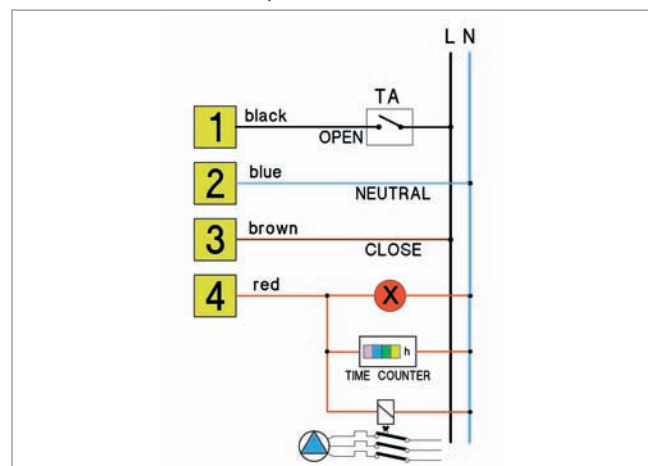 L N
TA
1 black
OPEN
2 blue
NEUTRAL
3 brown
CLOSE
4 red
X
h
TIME COUNTER